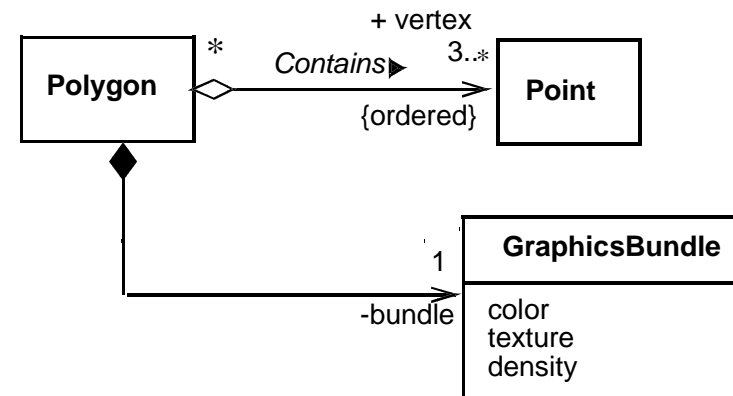 + vertex
*
Contains
3..*
Polygon
Point
{ordered}
1
GraphicsBundle
-bundle
color
texture
density